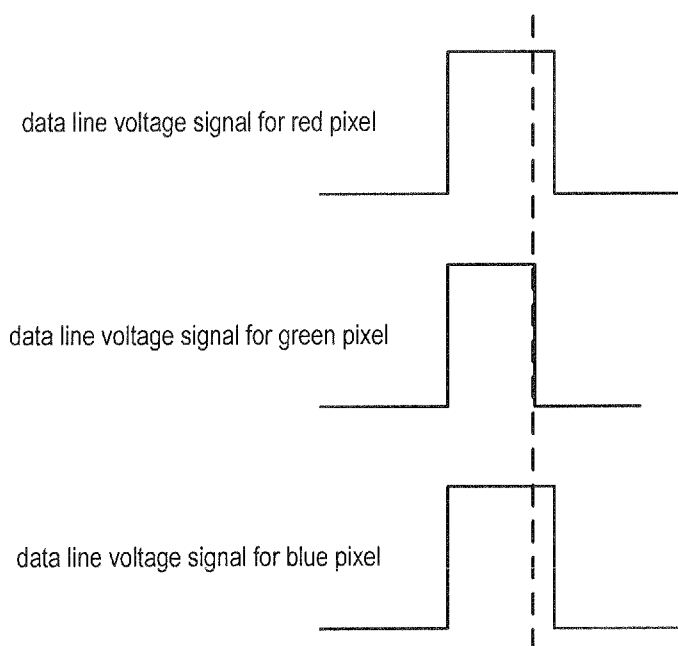 data line voltage signal for red pixel
data line voltage signal for green pixel
data line voltage signal for blue pixel